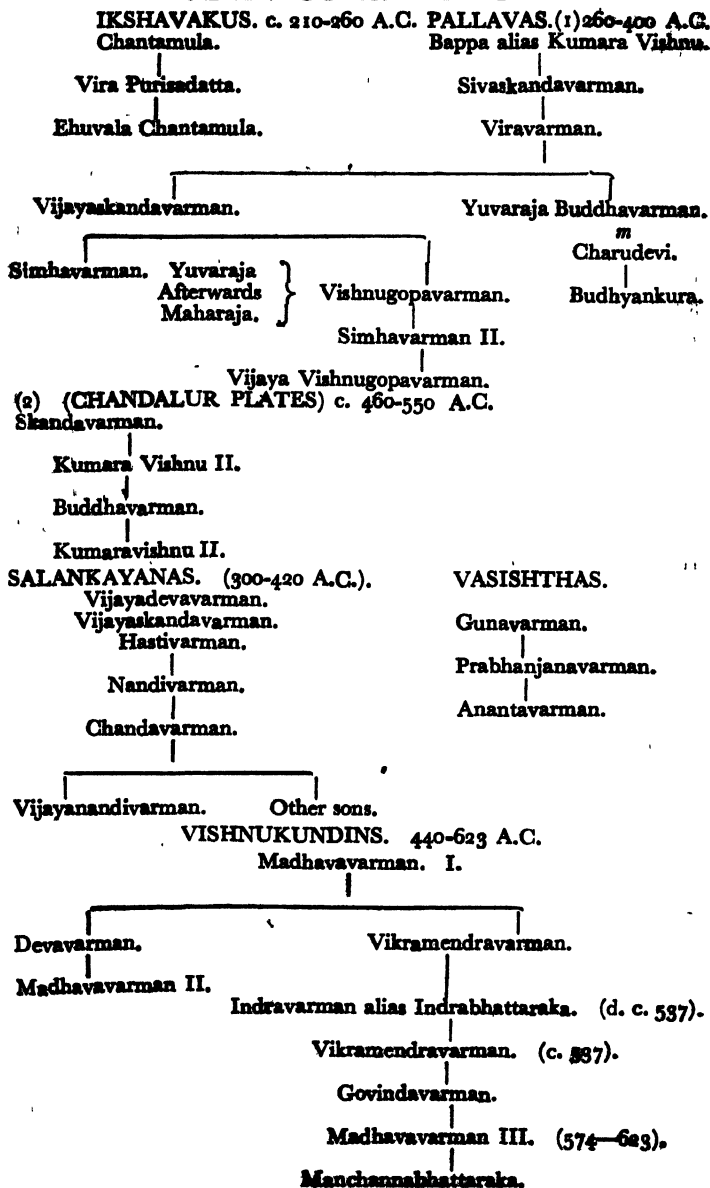 IKSHAVAKUS. c. 210-260 A.C. PALLAVAS.(1)260-400 A.C.
Chantamula. Bappa alias Kumara Vishnu.
Vira Purisadatta. Sivaskandavarman.
Ehuvala Chantamula. Viravarman.
Vijayaskandavarman. Yuvaraja Buddhavarman.
m
Charudevi.
Simhavarman. Yuvaraja
Afterwards } Vishnugopavarman. Budhyankura.
Maharaja.
Simhavarman II.
Vijaya Vishnugopavarman.
(2) (CHANDALUR PLATES) c. 460-550 A.C.
Skandavarman.
Kumara Vishnu II.
Buddhavarman.
Kumaravishnu II.
SALANKAYANAS. (300-420 A.C.). VASISHTHAS.
Vijayadevavarman.
Vijayaskandavarman. Gunavarman.
Hastivarman.
Prabhanjanavarman.
Nandivarman.
Anantavarman.
Chandavarman.
Vijayanandivarman. Other sons.
VISHNUKUNDINS. 440-623 A.C.
Madhavavarman. I.
Devavarman. Vikramendravarman.
Madhavavarman II.
Indravarman alias Indrabhattaraka. (d. c. 537).
Vikramendravarman. (c. 537).
Govindavarman.
Madhavavarman III. (574—623).
Manchannabhattaraka.